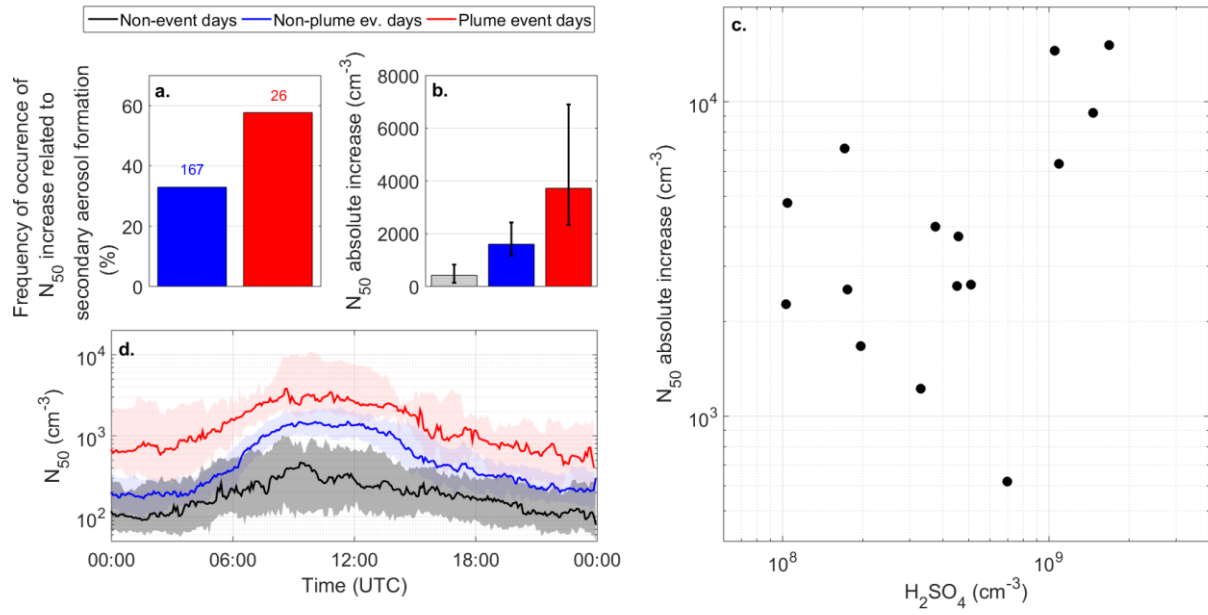 Non-event days Non-plume ev. days Plume event days
a.
Frequency of occurence of
N50 increase related to
secondary aerosol formation
(%)
60
40
20
0
167
26
b.
N50 absolute increase (cm-3)
8000
6000
4000
2000
0
c.
N50 absolute increase (cm-3)
10^4
10^3
10^8
10^9
H2SO4 (cm-3)
d.
N50 (cm-3)
10^4
10^3
10^2
00:00 06:00 12:00 18:00 00:00
Time (UTC)